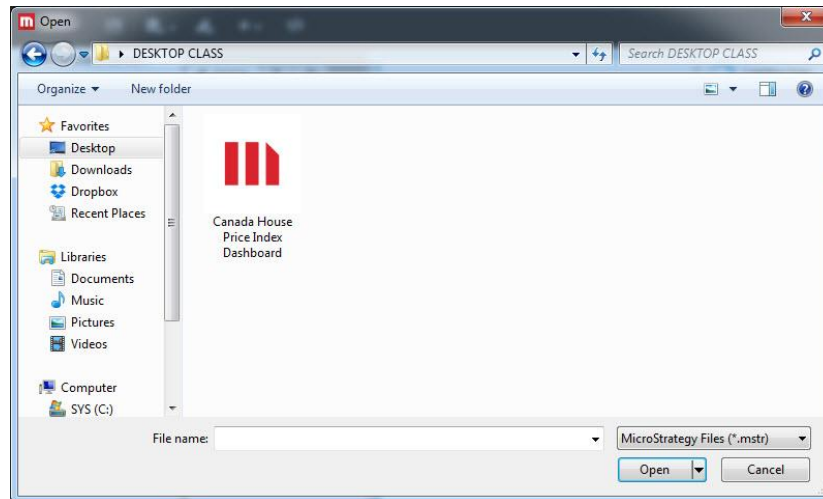 Open
DESKTOP CLASS
Search DESKTOP CLASS
Organize
New folder
Favorites
Desktop
Downloads
Dropbox
Recent Places
Libraries
Documents
Music
Pictures
Videos
Computer
SYS (C:)
Canada House
Price Index
Dashboard
File name:
MicroStrategy Files (*.mstr)
Open
Cancel